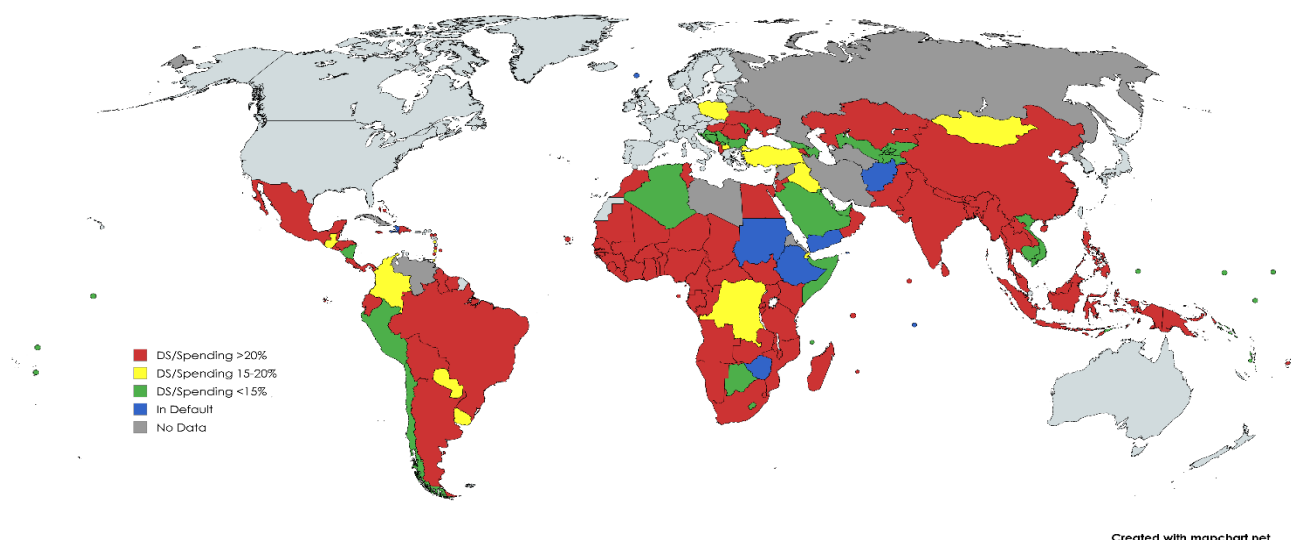 DS/Spending >20%
DS/Spending 15-20%
DS/Spending <15%
In Default
No Data
Created with mapchart.net